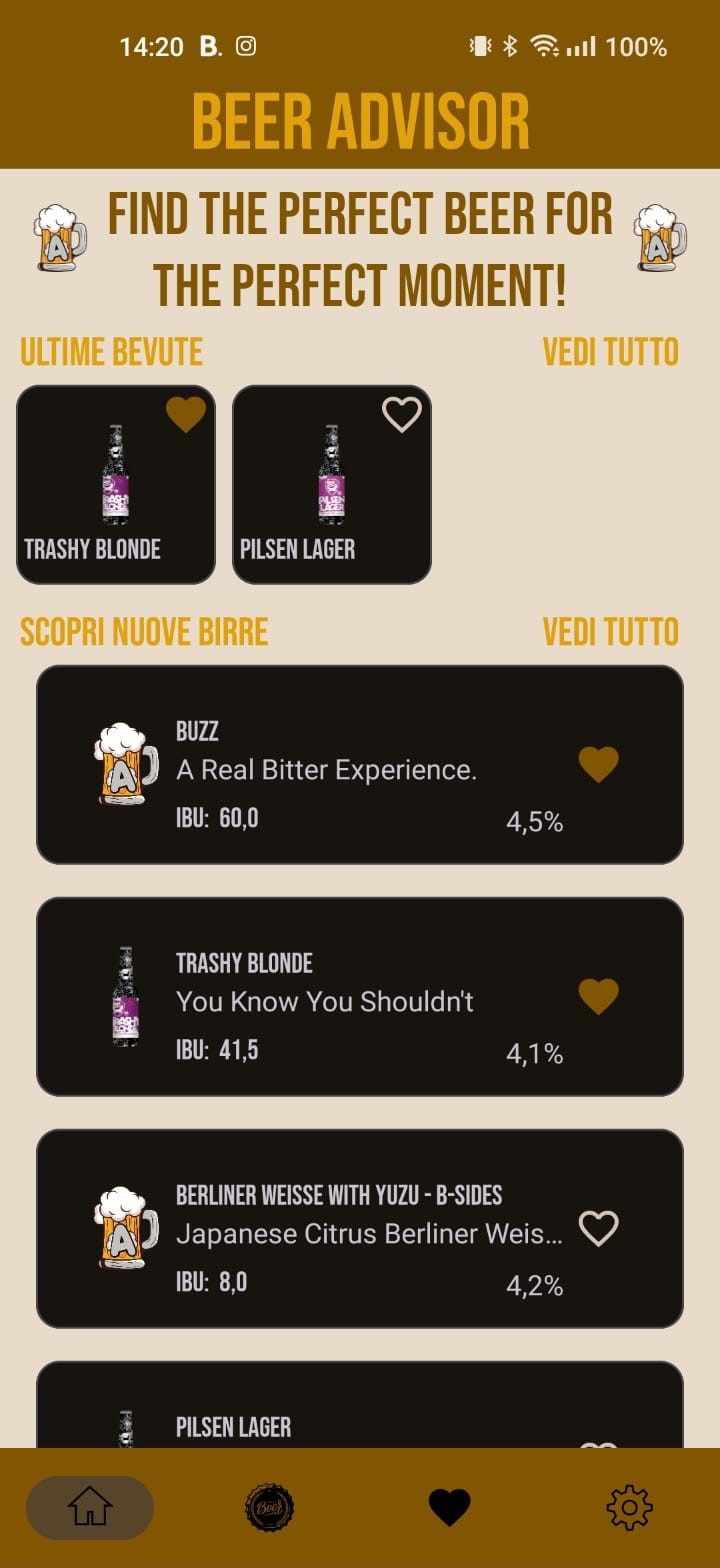 14:20 B. 100%
BEER ADVISOR
FIND THE PERFECT BEER FOR
THE PERFECT MOMENT!
ULTIME BEVUTE VEDI TUTTO
TRASHY BLONDE
PILSEN LAGER
SCOPRI NUOVE BIRRE VEDI TUTTO
BUZZ
A Real Bitter Experience.
IBU: 60,0 4,5%
TRASHY BLONDE
You Know You Shouldn't
IBU: 41,5 4,1%
BERLINER WEISSE WITH YUZU - B-SIDES
Japanese Citrus Berliner Weis...
IBU: 8,0 4,2%
PILSEN LAGER
Beer